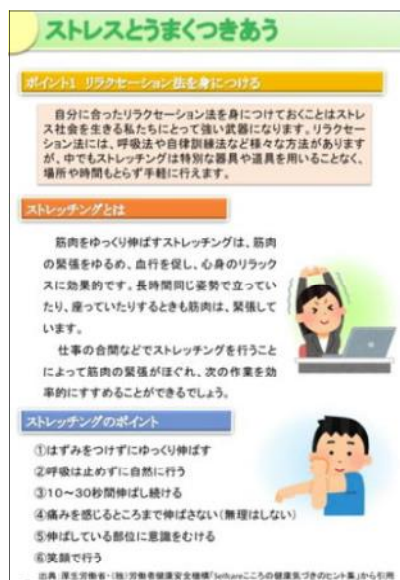 ストレスとうまくつきあう
ポイント1 リラクセーション法を身につける
自分に合ったリラクセーション法を身につけておくことはストレ
ス社会を生きる私たちにとって強い武器になります。リラクセー
ション法には、呼吸法や自律訓練法など様々な方法があります
が、中でもストレッチングは特別な器具や道具を用いることなく、
場所や時間もとらず手軽に行えます。
ストレッチングとは
筋肉をゆっくり伸ばすストレッチングは、筋肉
の緊張をゆるめ、血行を促し、心身のリラック
スに効果的です。長時間同じ姿勢で立ってい
たり、座っていたりするときも筋肉は、緊張して
います。
仕事の合間などでストレッチングを行うこと
によって筋肉の緊張がほぐれ、次の作業を効
率的にすすめることができるでしょう。
ストレッチングのポイント
①はずみをつけずにゆっくり伸ばす
②呼吸は止めずに自然に行う
③10～30秒間伸ばし続ける
④痛みを感じるところまで伸ばさない(無理はしない)
⑤伸ばしている部位に意識をむける
⑥笑顔で行う
出典 厚生労働省・(独)労働者健康安全機構「Selfcareこころの健康気づきのヒント集」から引用